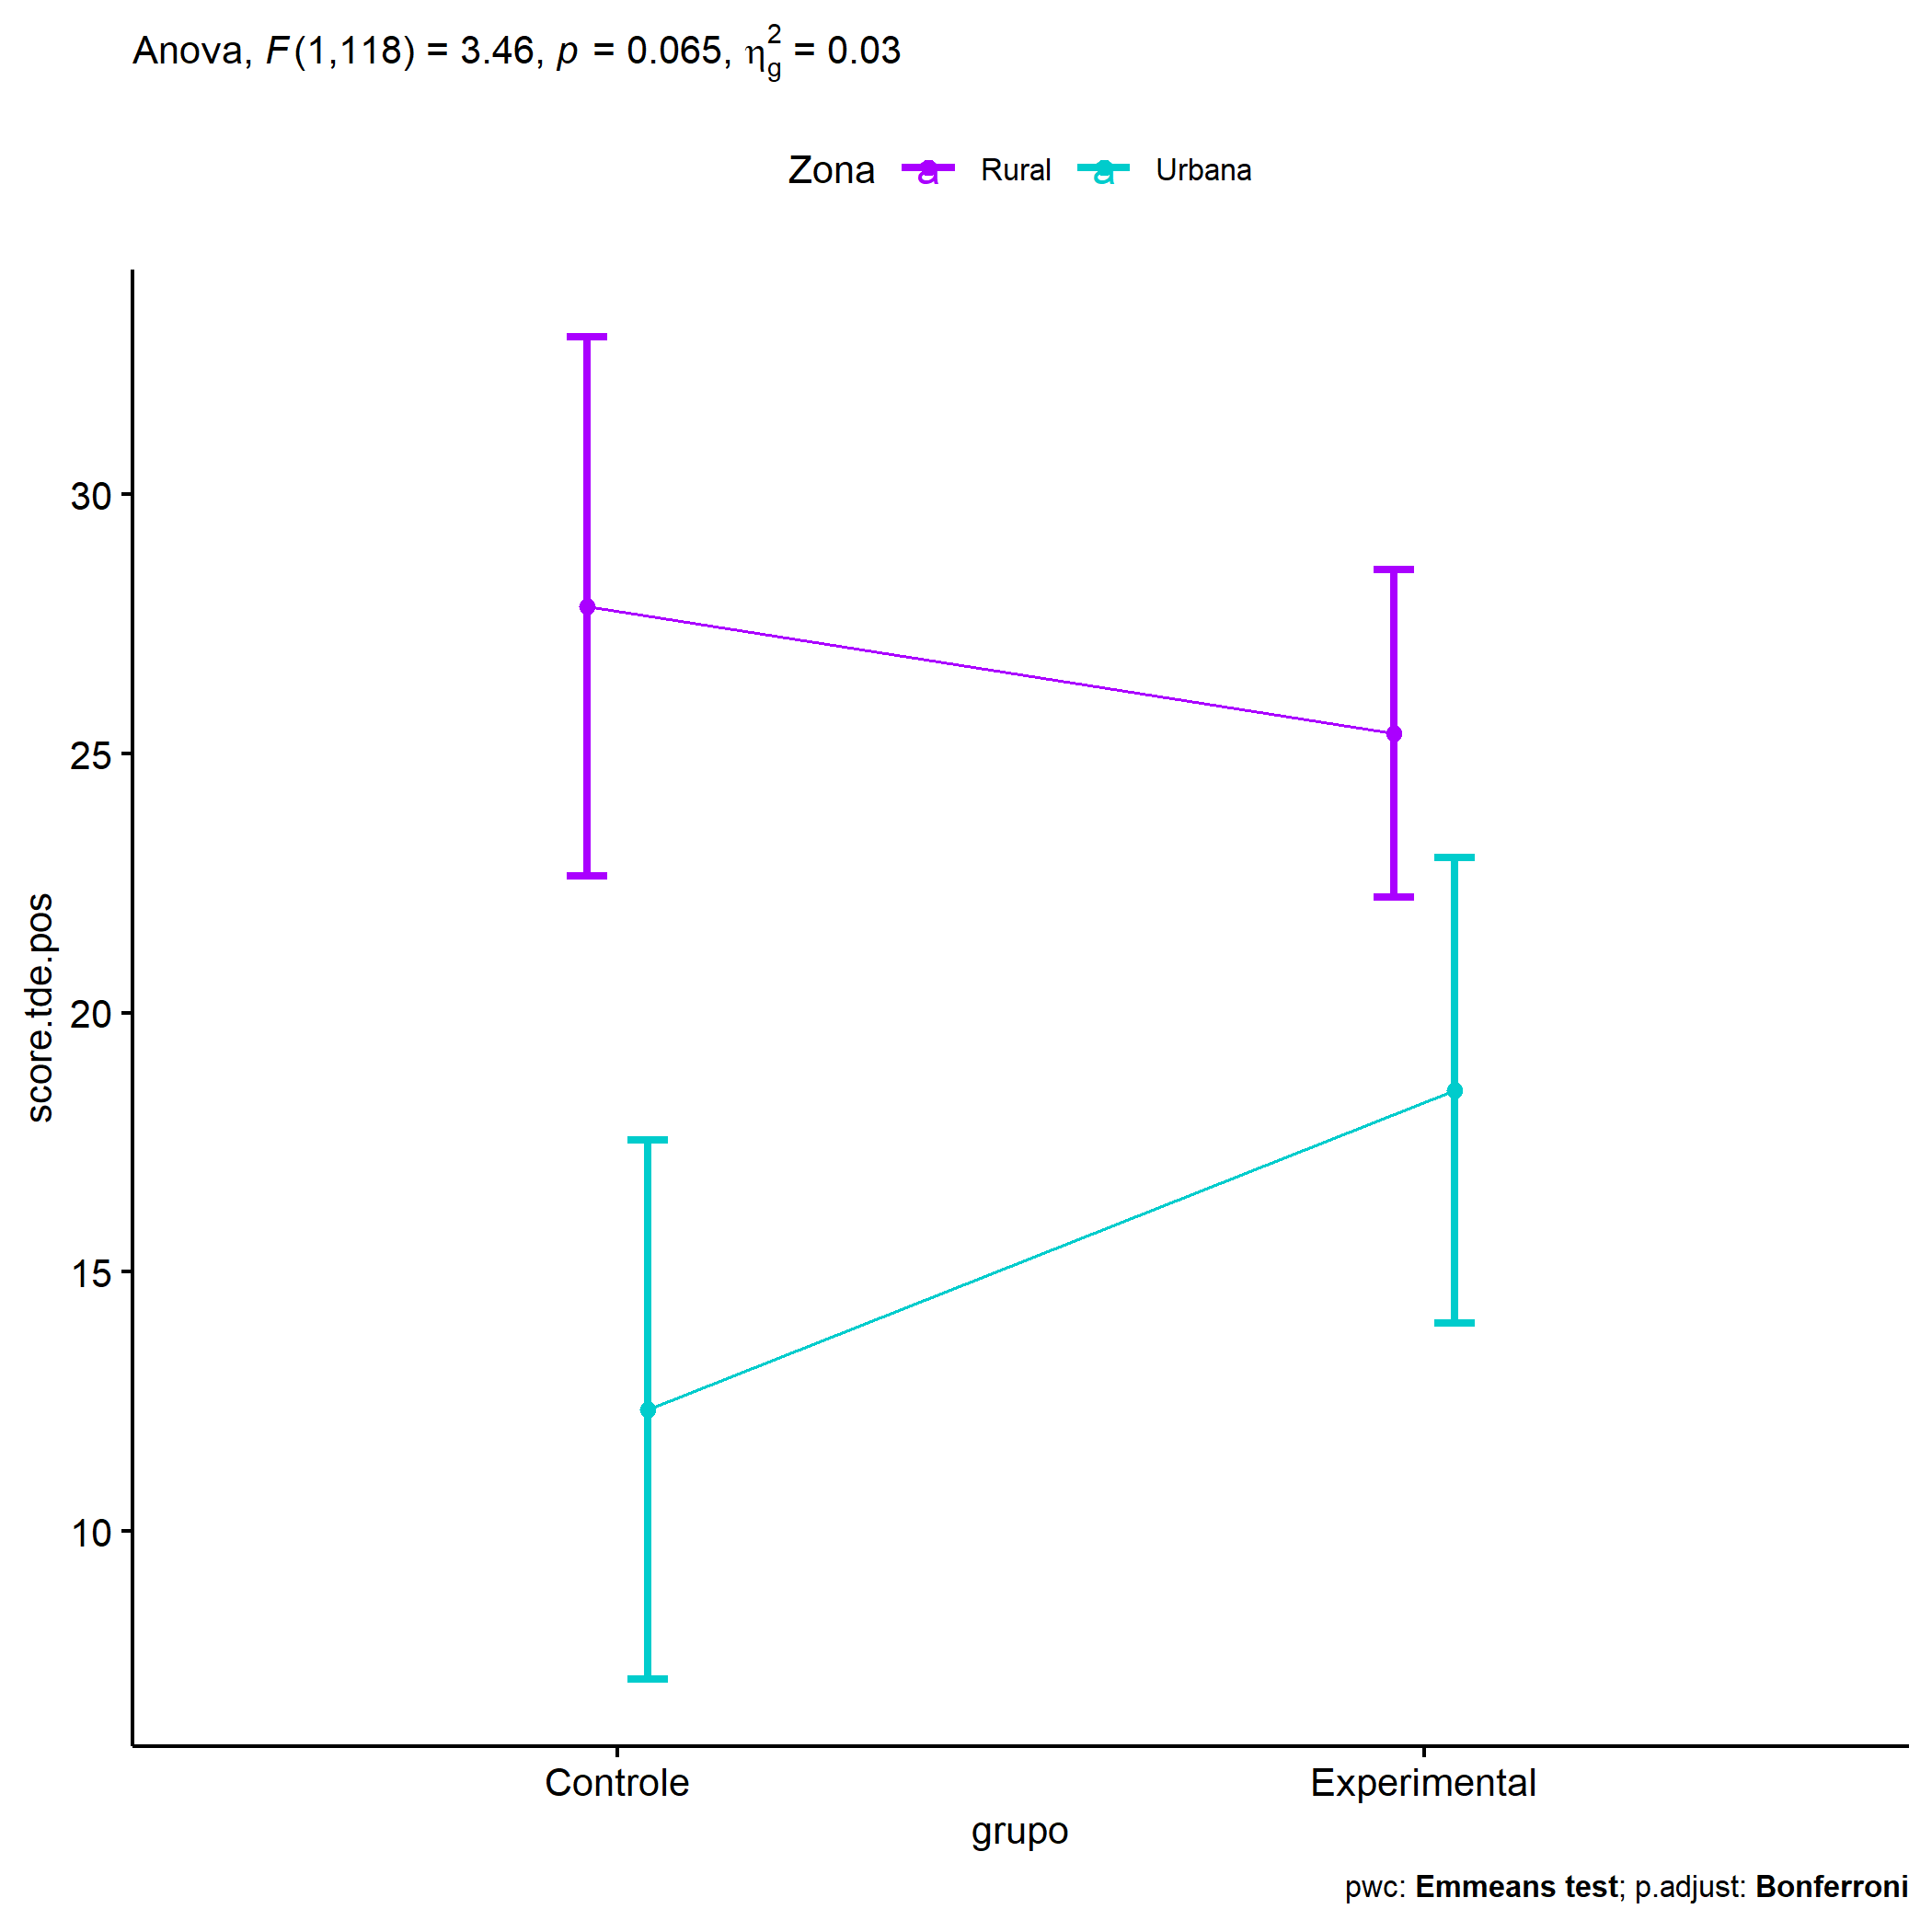 Anova, F(1,118) = 3.46, p = 0.065, η²g = 0.03
Zona a Rural a Urbana
30
25
20
15
10
score.tde.pos
Controle Experimental
grupo
pwc: Emmeans test; p.adjust: Bonferroni